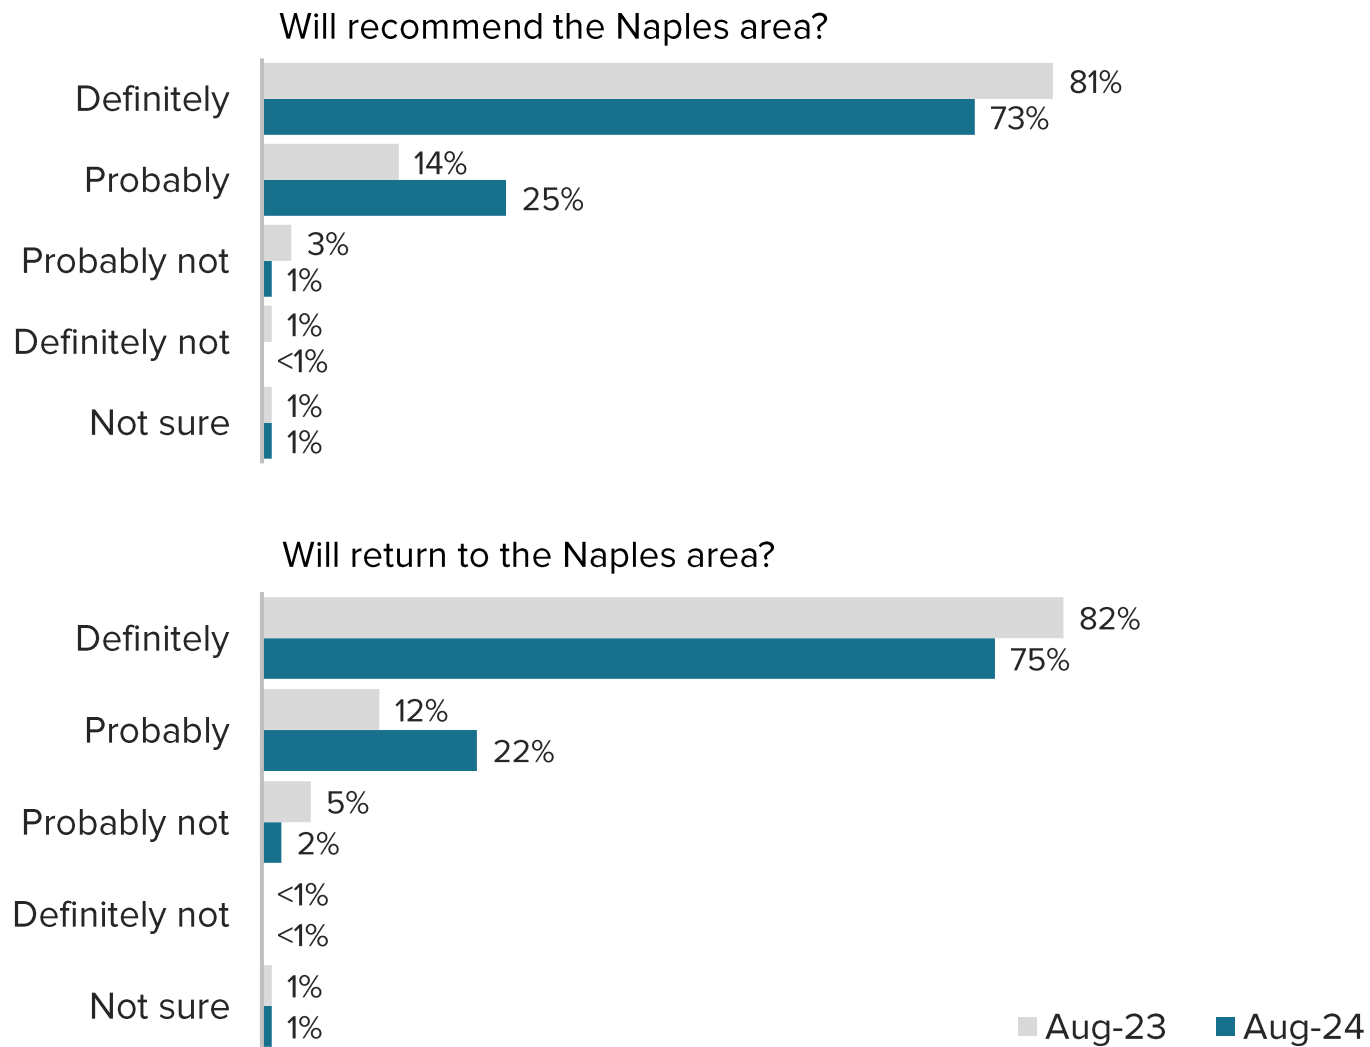 Will recommend the Naples area?
Definitely
81%
73%
Probably
14%
25%
Probably not
3%
1%
Definitely not
1%
<1%
Not sure
1%
1%
Will return to the Naples area?
Definitely
82%
75%
Probably
12%
22%
Probably not
5%
2%
Definitely not
<1%
<1%
Not sure
1%
1%
Aug-23 Aug-24